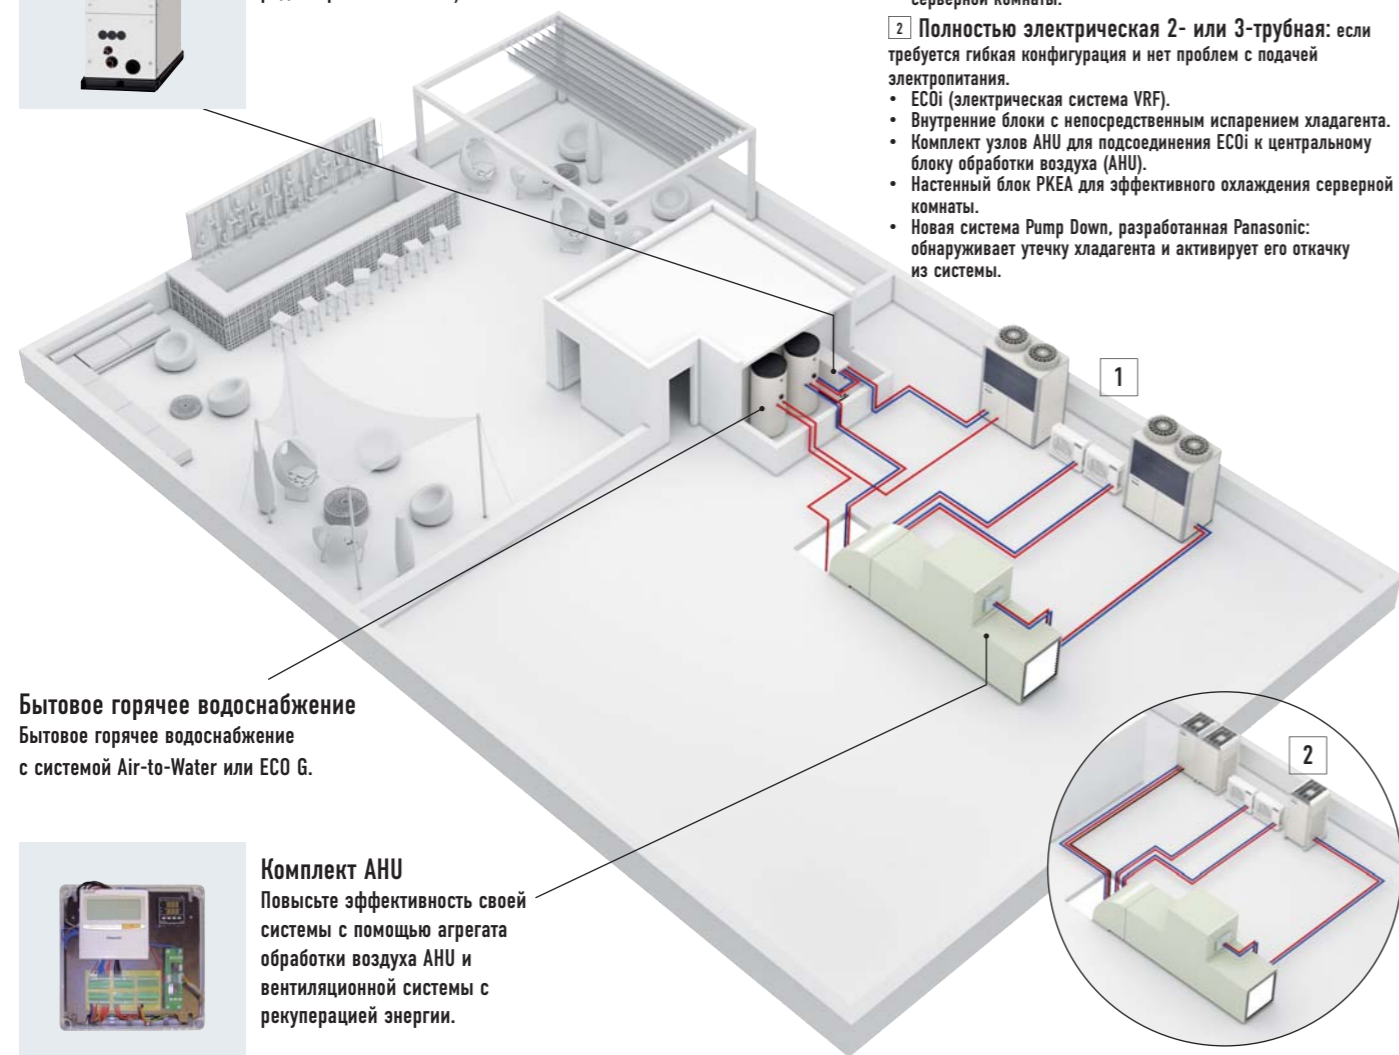 серверной комнаты.
2 Полностью электрическая 2- или 3-трубная: если
требуется гибкая конфигурация и нет проблем с подачей
электропитания.
• ECOi (электрическая система VRF).
• Внутренние блоки с непосредственным испарением хладагента.
• Комплект узлов AHU для подсоединения ECOi к центральному
блоку обработки воздуха (AHU).
• Настенный блок PKEA для эффективного охлаждения серверной
комнаты.
• Новая система Pump Down, разработанная Panasonic:
обнаруживает утечку хладагента и активирует его откачку
из системы.
1
Бытовое горячее водоснабжение
Бытовое горячее водоснабжение
с системой Air-to-Water или ECO G.
2
Комплект AHU
Повысьте эффективность своей
системы с помощью агрегата
обработки воздуха AHU и
вентиляционной системы с
рекуперацией энергии.